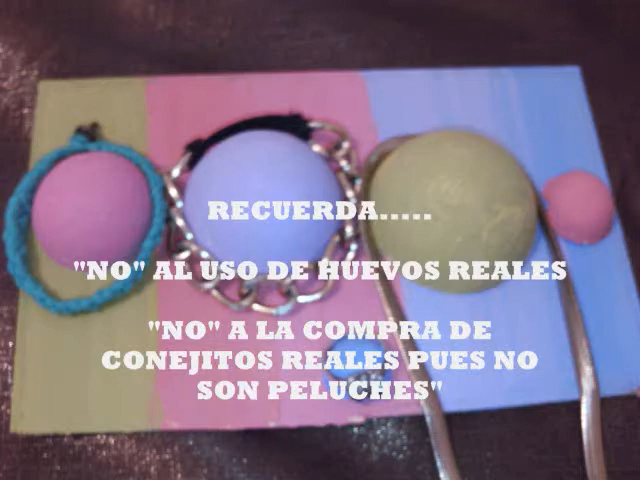 RECUERDA.....
"NO" AL USO DE HUEVOS REALES
"NO" A LA COMPRA DE
CONEJITOS REALES PUES NO
SON PELUCHES"